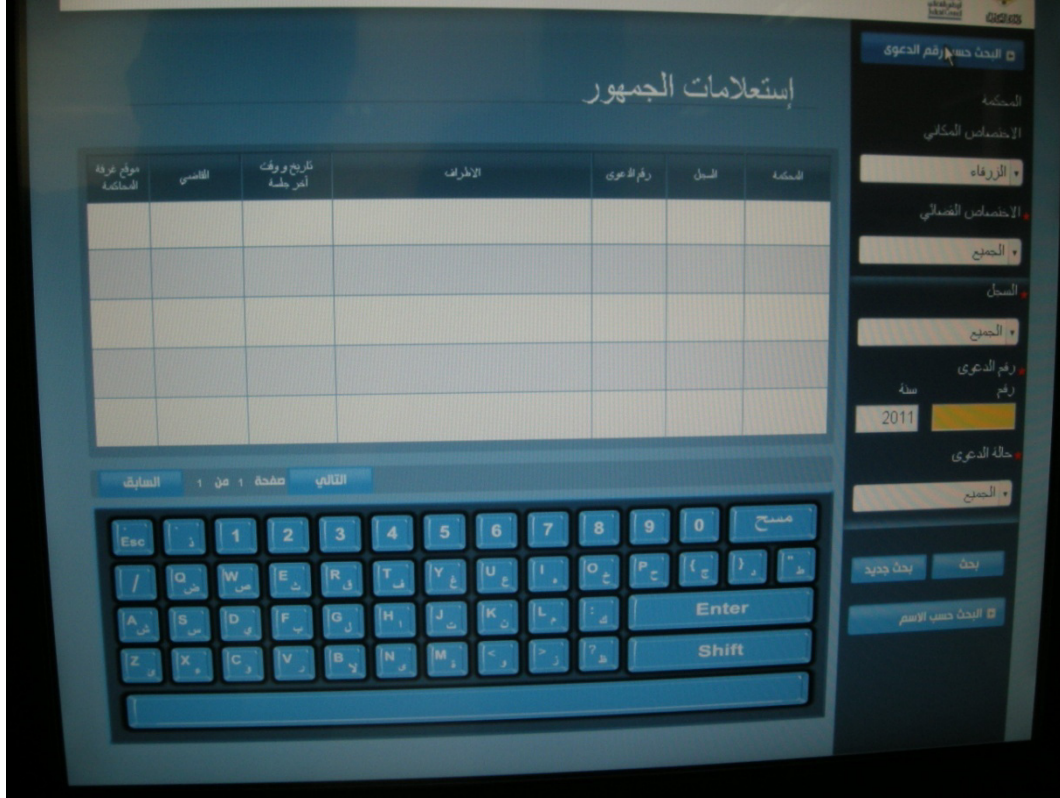 البحث حسب رقم الدعوى
إستعلامات الجمهور
المحكمة
الاختصاص المكاني
الزرقاء
* الاختصاص القضائي
الجميع
* السجل
الجميع
* رقم الدعوى
رقم سنة
2011
* حالة الدعوى
الجميع
بحث بحث جديد
البحث حسب الاسم
المحكمة السجل رقم الدعوى الاطراف تاريخ و وقت القاضي موقع غرفة
آخر جلسة المحاكمة
التالي صفحة 1 من 1 السابق
Esc ذ 1 2 3 4 5 6 7 8 9 0 مسح
/ Q ض W ص E ث R ق T ف Y غ U ع I ه O خ P ح { ج } د " ط
A ش S س D ي F ب G ل H ا J ت K ن L م : ك Enter
Z ئ X ء C ؤ V ر B لا N ى M ة < و > ز ? ظ Shift